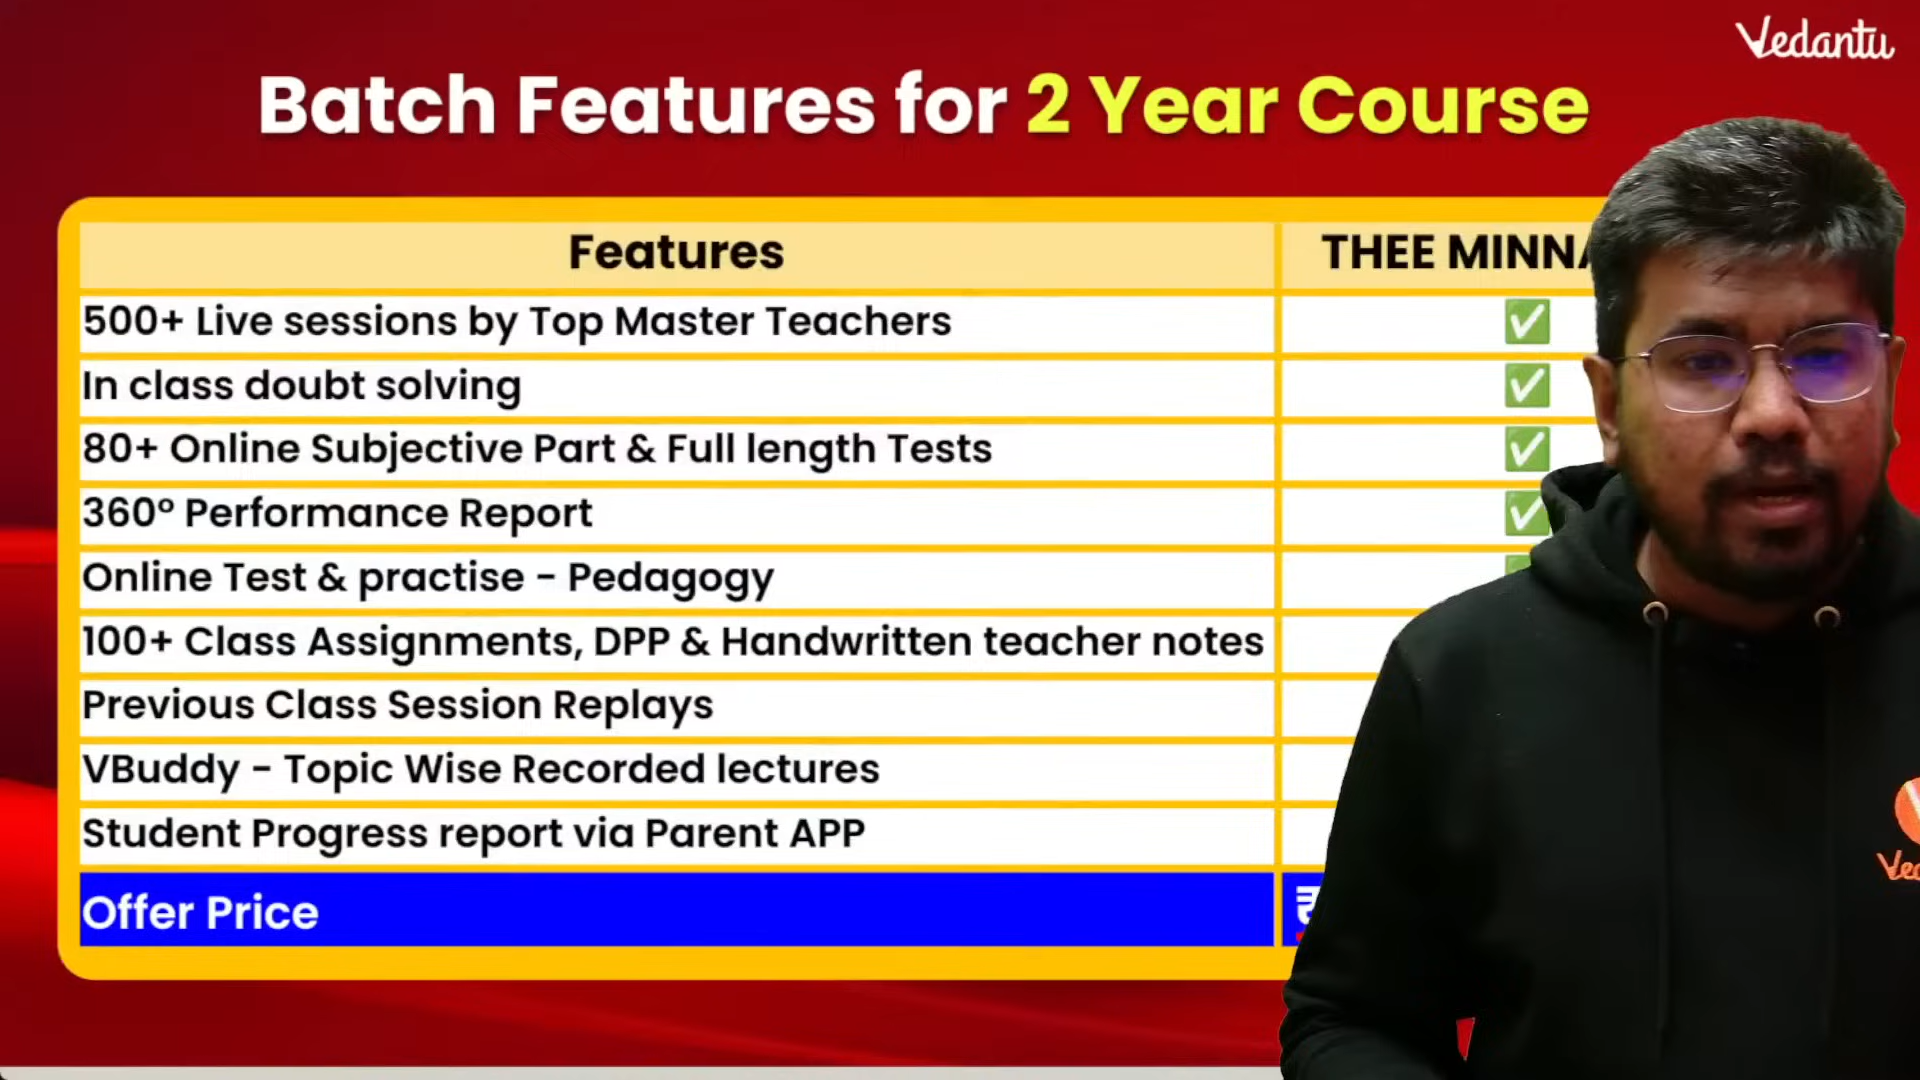 Vedantu
Batch Features for 2 Year Course
Features
THEE
500+ Live sessions by Top Master Teachers
✅
In class doubt solving
✅
80+ Online Subjective Part & Full length Tests
✅
360° Performance Report
✅
Online Test & practise - Pedagogy
100+ Class Assignments, DPP & Handwritten teacher notes
Previous Class Session Replays
VBuddy - Topic Wise Recorded lectures
Student Progress report via Parent APP
Offer Price